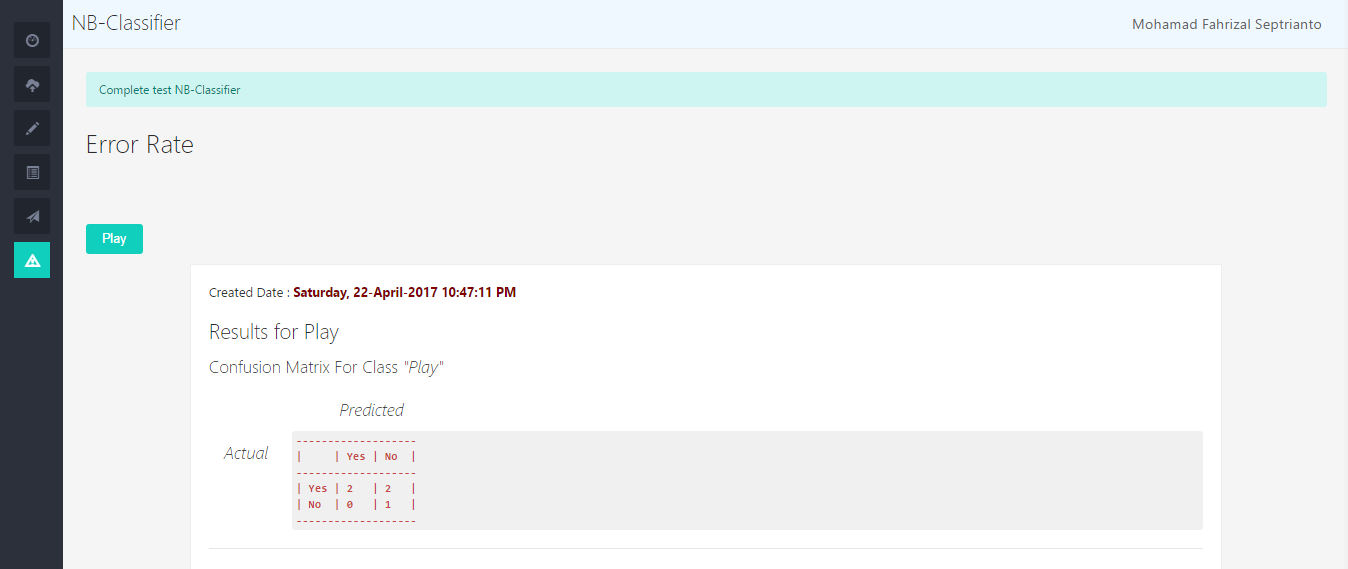 NB-Classifier
Mohamad Fahrizal Septrianto
Complete test NB-Classifier
Error Rate
Play
Created Date : Saturday, 22-April-2017 10:47:11 PM
Results for Play
Confusion Matrix For Class "Play"
Predicted
Actual
-------------------
|     | Yes | No  |
-------------------
| Yes | 2   | 2   |
| No  | 0   | 1   |
-------------------